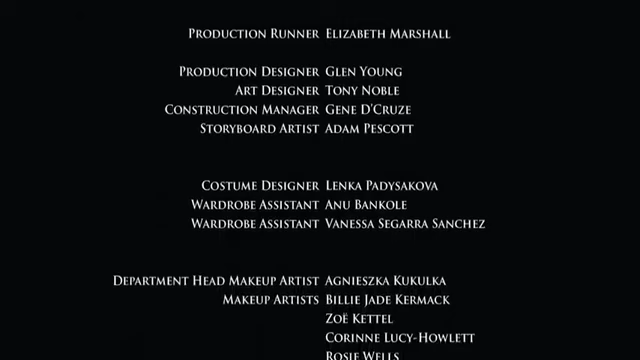 PRODUCTION RUNNER ELIZABETH MARSHALL
PRODUCTION DESIGNER GLEN YOUNG
ART DESIGNER TONY NOBLE
CONSTRUCTION MANAGER GENE D'CRUZE
STORYBOARD ARTIST ADAM PESCOTT
COSTUME DESIGNER LENKA PADYSAKOVA
WARDROBE ASSISTANT ANU BANKOLE
WARDROBE ASSISTANT VANESSA SEGARRA SANCHEZ
DEPARTMENT HEAD MAKEUP ARTIST AGNIESZKA KUKULKA
MAKEUP ARTISTS BILLIE JADE KERMACK
ZOË KETTEL
CORINNE LUCY-HOWLETT
ROSIE WELLS